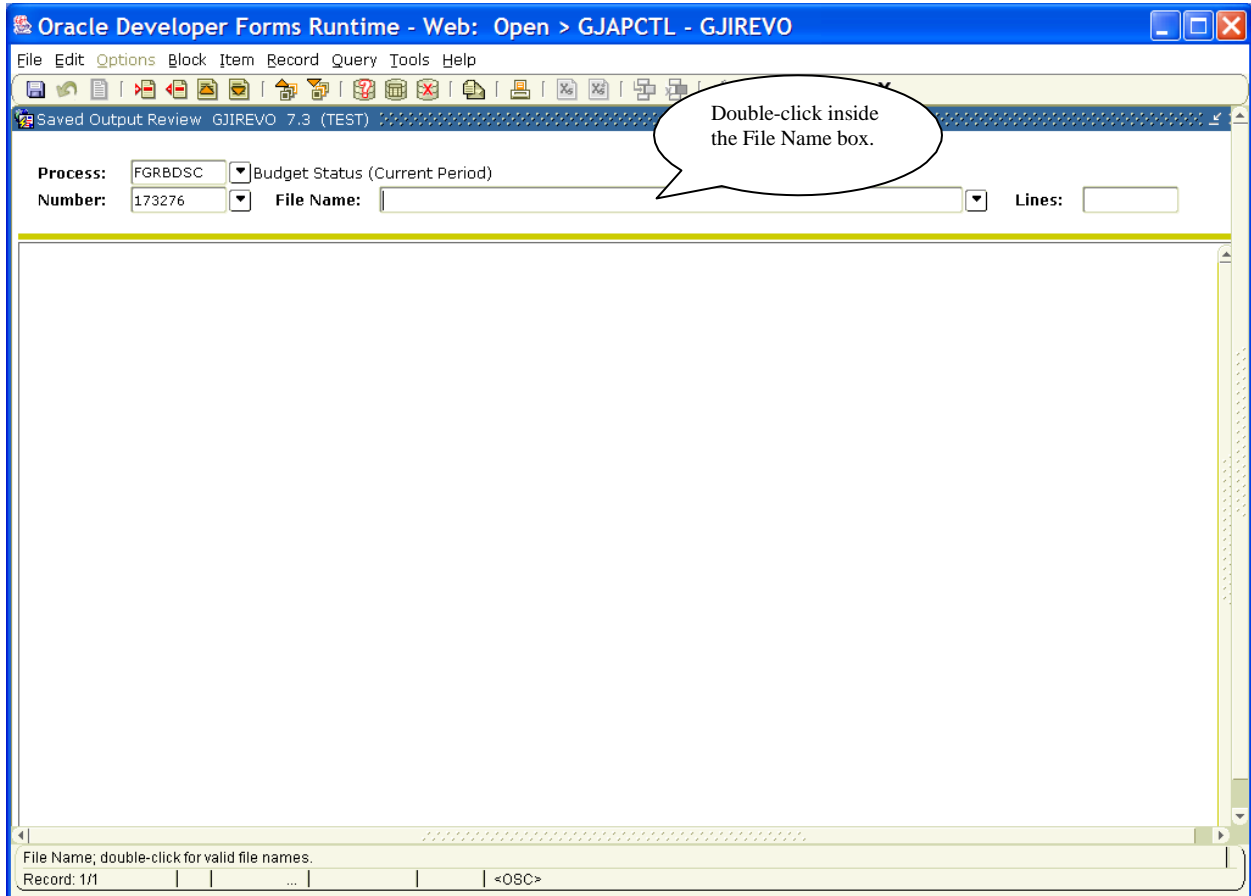 Oracle Developer Forms Runtime - Web: Open > GJAPCTL - GJIREVO
File Edit Options Block Item Record Query Tools Help
Saved Output Review GJIREVO 7.3 (TEST)
Double-click inside
the File Name box.
Process: FGRBDSC Budget Status (Current Period)
Number: 173276 File Name: Lines:
File Name; double-click for valid file names.
Record: 1/1 ... <OSC>